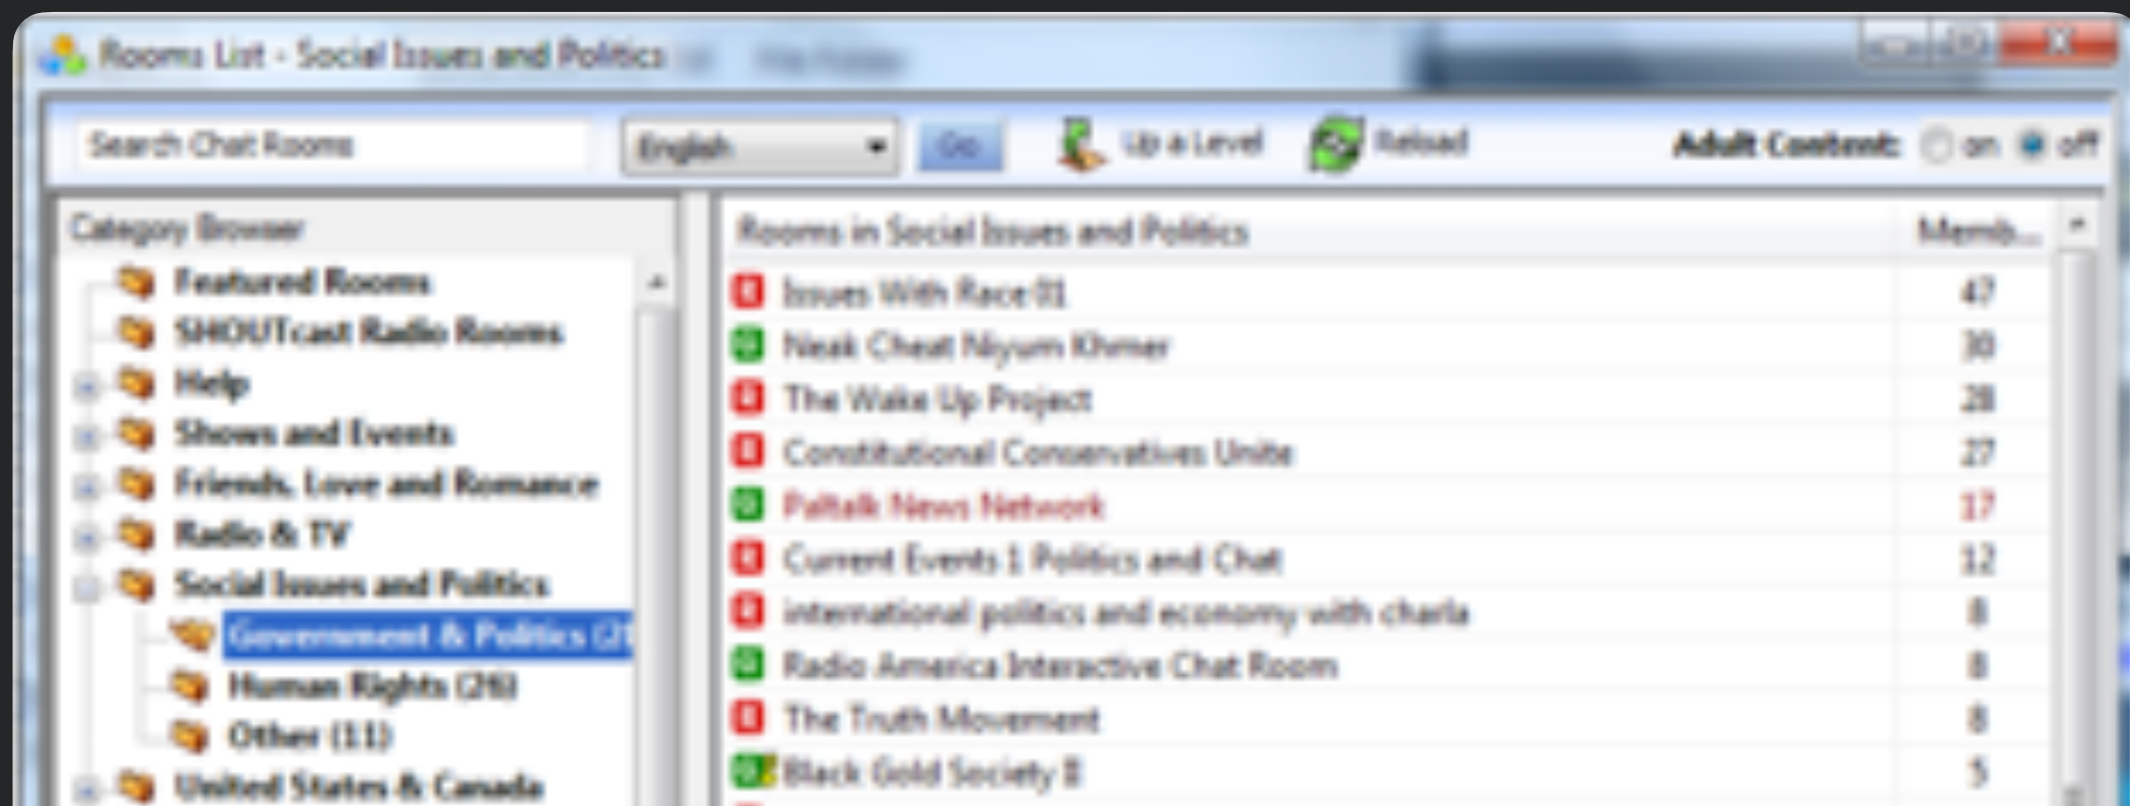 Rooms List - Social Issues and Politics
File Folder
Search Chat Rooms
English
Go
Up a Level
Reload
Adult Content: on off
Category Browser
Featured Rooms
SHOUTcast Radio Rooms
Help
Shows and Events
Friends, Love and Romance
Radio & TV
Social Issues and Politics
Government & Politics
Human Rights (26)
Other (11)
United States & Canada
Rooms in Social Issues and Politics Memb...
R Issues With Race 01 47
G Neak Cheat Niyum Khmer 30
R The Wake Up Project 28
R Constitutional Conservatives Unite 27
G Paltalk News Network 17
R Current Events 1 Politics and Chat 12
R international politics and economy with charla 8
G Radio America Interactive Chat Room 8
R The Truth Movement 8
G Black Gold Society II 5